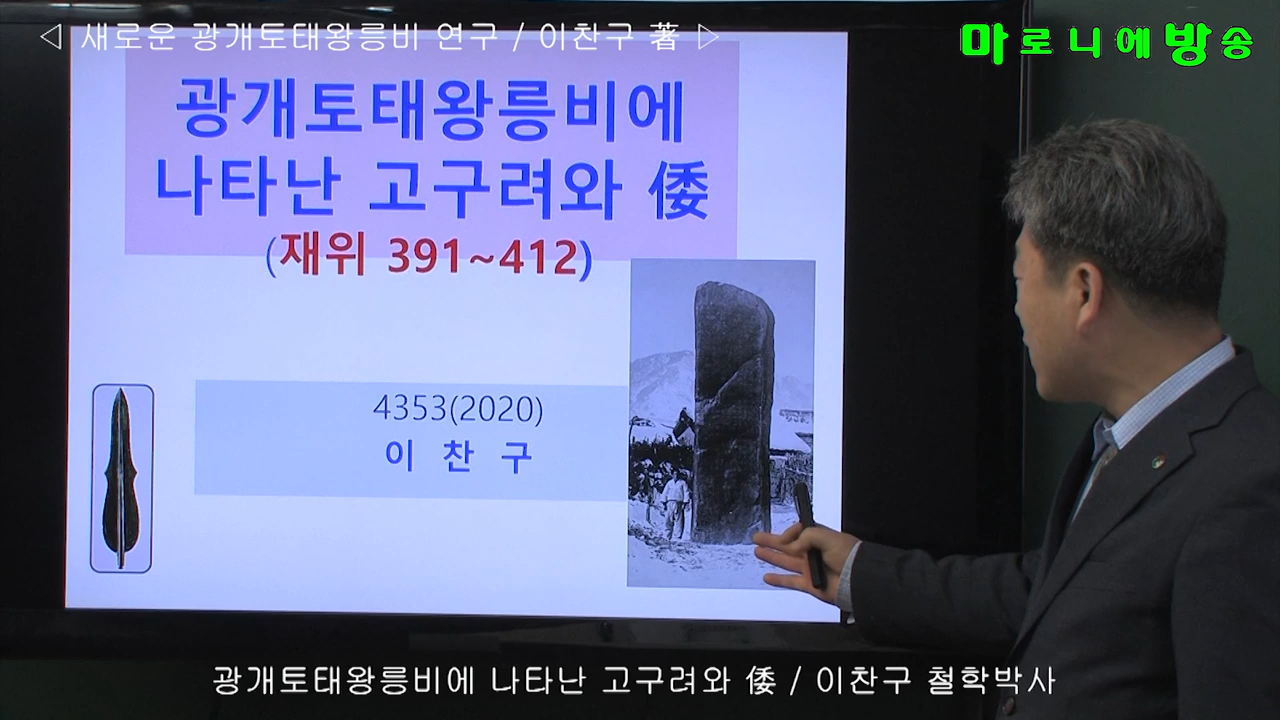 ◁ 새로운 광개토태왕릉비 연구 / 이찬구 著 ▷
마로니에방송
광개토태왕릉비에
나타난 고구려와 倭
(재위 391~412)
4353(2020)
이 찬 구
광개토태왕릉비에 나타난 고구려와 倭 / 이찬구 철학박사